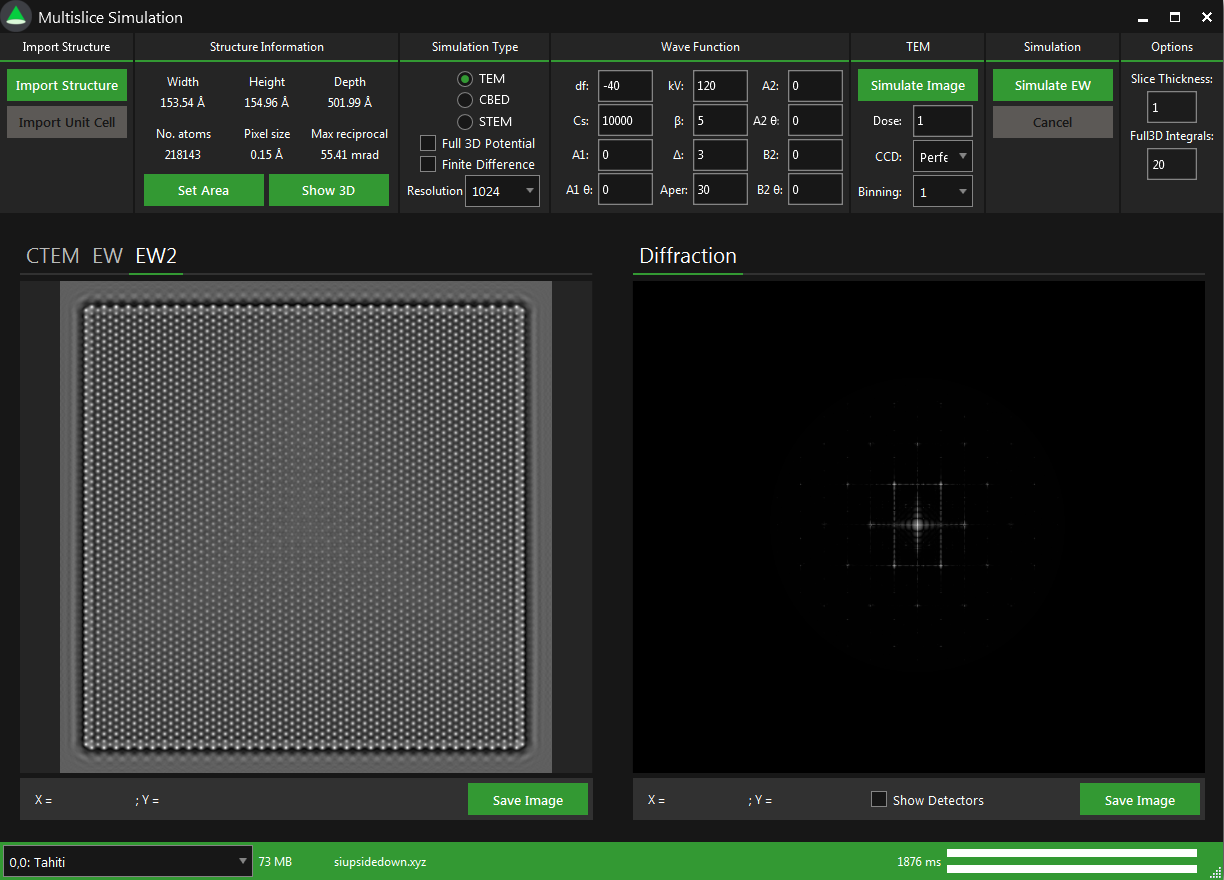 Multislice Simulation
Import Structure
Structure Information
Simulation Type
Wave Function
TEM
Simulation
Options
Import Structure
Import Unit Cell
Width Height Depth
153.54 Å 154.96 Å 501.99 Å
No. atoms Pixel size Max reciprocal
218143 0.15 Å 55.41 mrad
Set Area Show 3D
TEM
CBED
STEM
Full 3D Potential
Finite Difference
Resolution 1024
df: -40 kV: 120 A2: 0
Cs: 10000 β: 5 A2 θ: 0
A1: 0 Δ: 3 B2: 0
A1 θ: 0 Aper: 30 B2 θ: 0
Simulate Image
Dose: 1
CCD: Perfe
Binning: 1
Simulate EW
Cancel
Slice Thickness:
1
Full3D Integrals:
20
CTEM EW EW2
Diffraction
X = ; Y = Save Image
X = ; Y = Show Detectors Save Image
0,0: Tahiti 73 MB siupsidedown.xyz 1876 ms